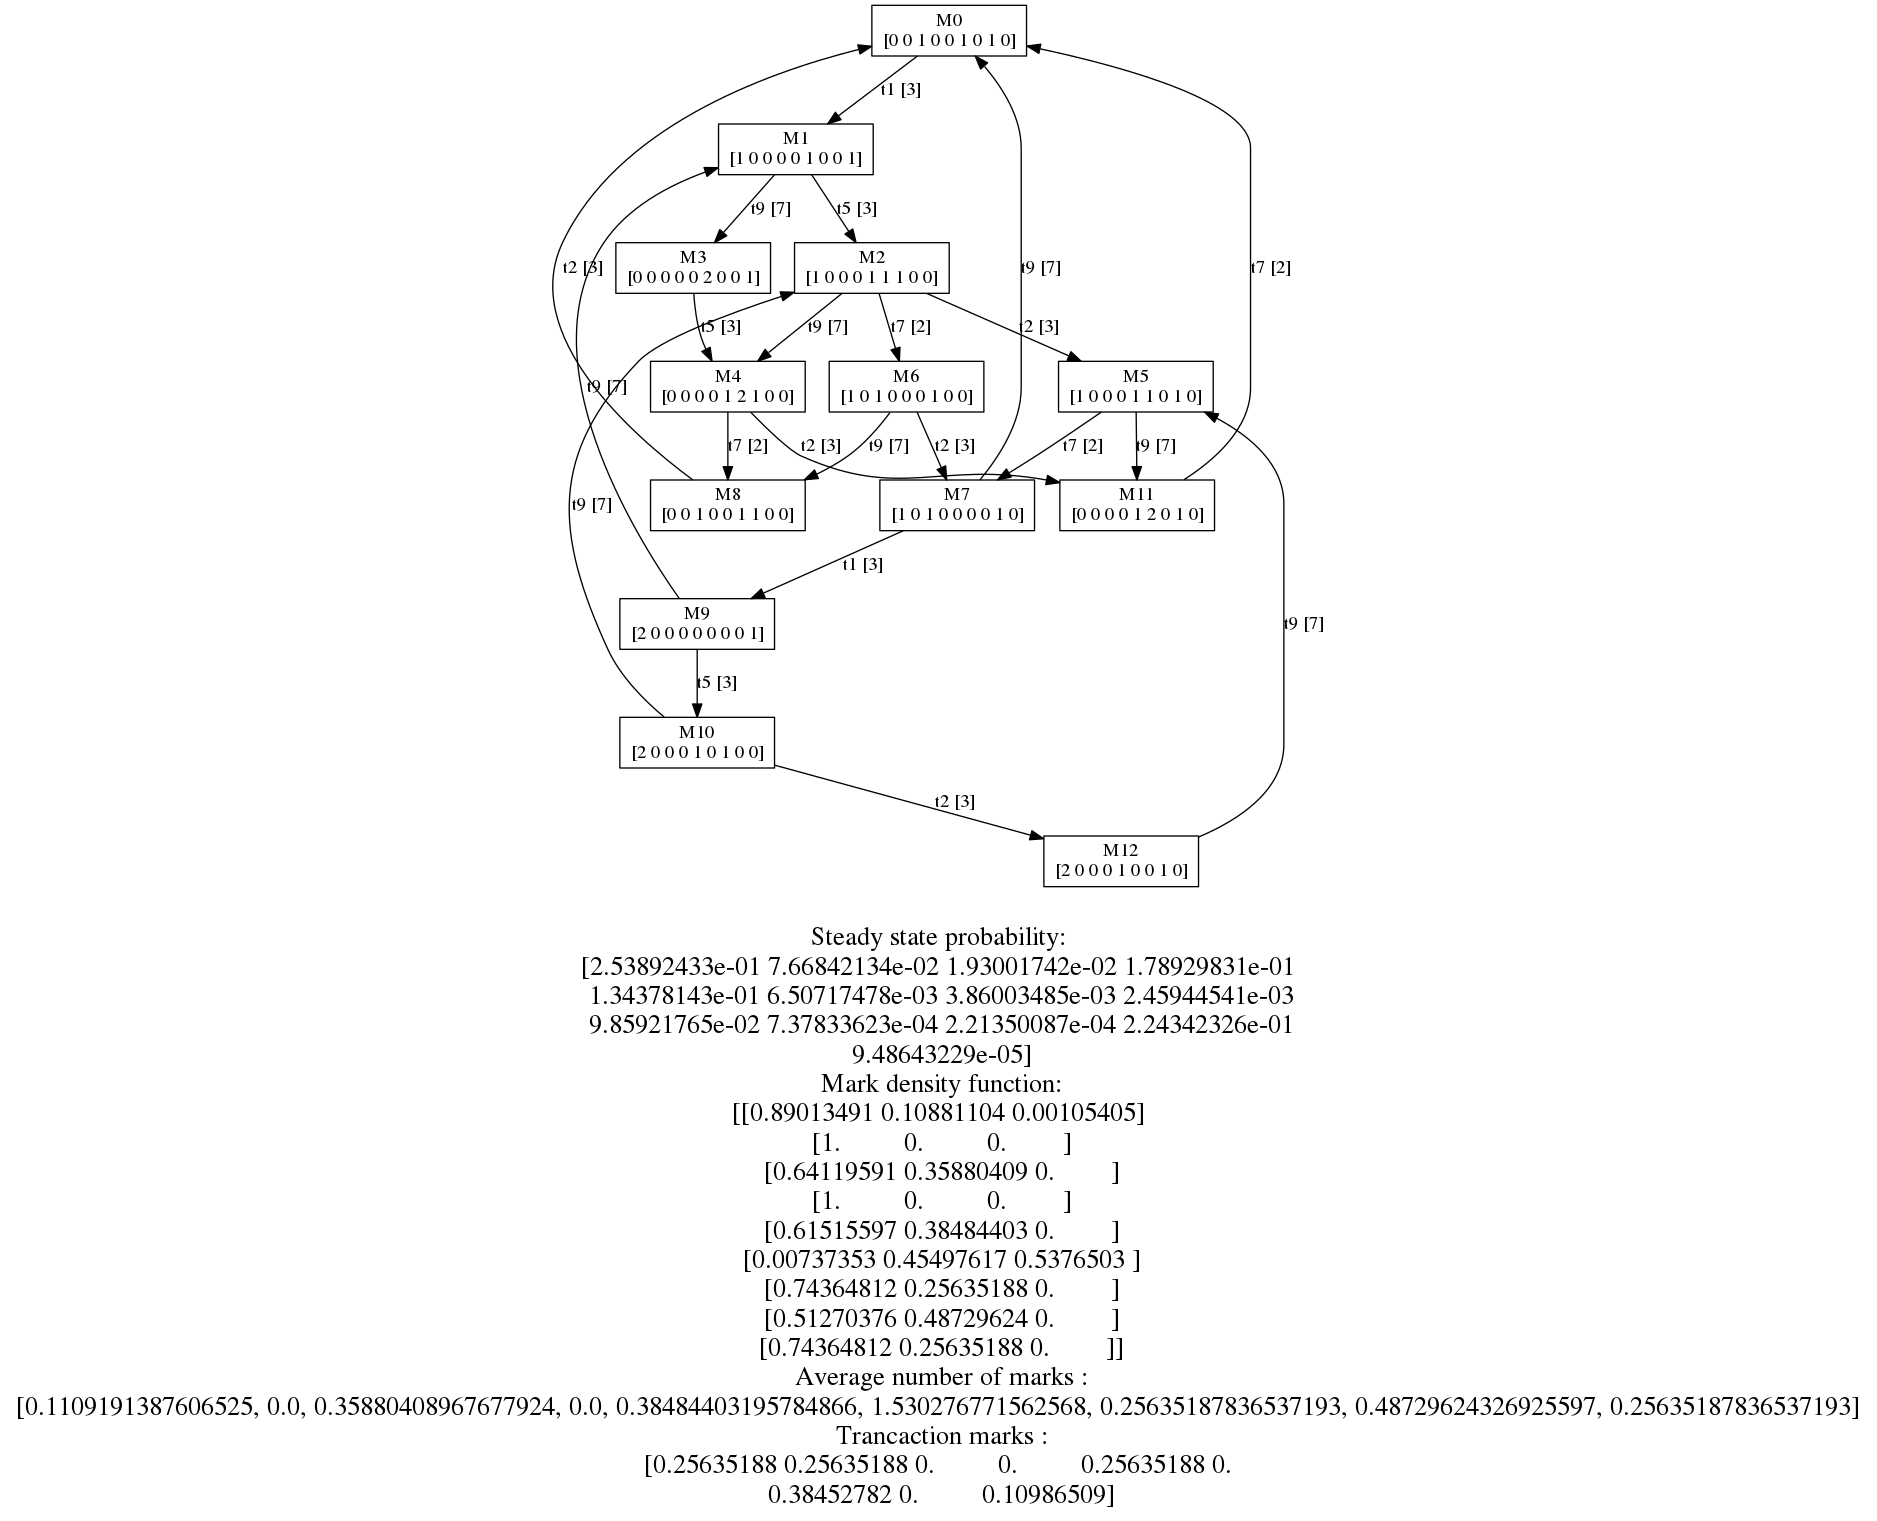 M0
[0 0 1 0 0 1 0 1 0]
t1 [3]
M1
[1 0 0 0 0 1 0 0 1]
t9 [7]
t5 [3]
M3
[0 0 0 0 0 2 0 0 1]
M2
[1 0 0 0 1 1 1 0 0]
t2 [3]
t9 [7]
t7 [2]
t5 [3]
t9 [7]
t7 [2]
t2 [3]
M4
[0 0 0 0 1 2 1 0 0]
M6
[1 0 1 0 0 0 1 0 0]
M5
[1 0 0 0 1 1 0 1 0]
t9 [7]
t7 [2]
t2 [3]
t9 [7]
t2 [3]
t7 [2]
t9 [7]
M8
[0 0 1 0 0 1 1 0 0]
M7
[1 0 1 0 0 0 0 1 0]
M11
[0 0 0 0 1 2 0 1 0]
t9 [7]
t1 [3]
M9
[2 0 0 0 0 0 0 0 1]
t9 [7]
t5 [3]
M10
[2 0 0 0 1 0 1 0 0]
t2 [3]
M12
[2 0 0 0 1 0 0 1 0]
Steady state probability:
[2.53892433e-01 7.66842134e-02 1.93001742e-02 1.78929831e-01
1.34378143e-01 6.50717478e-03 3.86003485e-03 2.45944541e-03
9.85921765e-02 7.37833623e-04 2.21350087e-04 2.24342326e-01
9.48643229e-05]
Mark density function:
[[0.89013491 0.10881104 0.00105405]
[1. 0. 0. ]
[0.64119591 0.35880409 0. ]
[1. 0. 0. ]
[0.61515597 0.38484403 0. ]
[0.00737353 0.45497617 0.5376503 ]
[0.74364812 0.25635188 0. ]
[0.51270376 0.48729624 0. ]
[0.74364812 0.25635188 0. ]]
Average number of marks :
[0.1109191387606525, 0.0, 0.35880408967677924, 0.0, 0.38484403195784866, 1.530276771562568, 0.25635187836537193, 0.48729624326925597, 0.25635187836537193]
Trancaction marks :
[0.25635188 0.25635188 0. 0. 0.25635188 0.
0.38452782 0. 0.10986509]